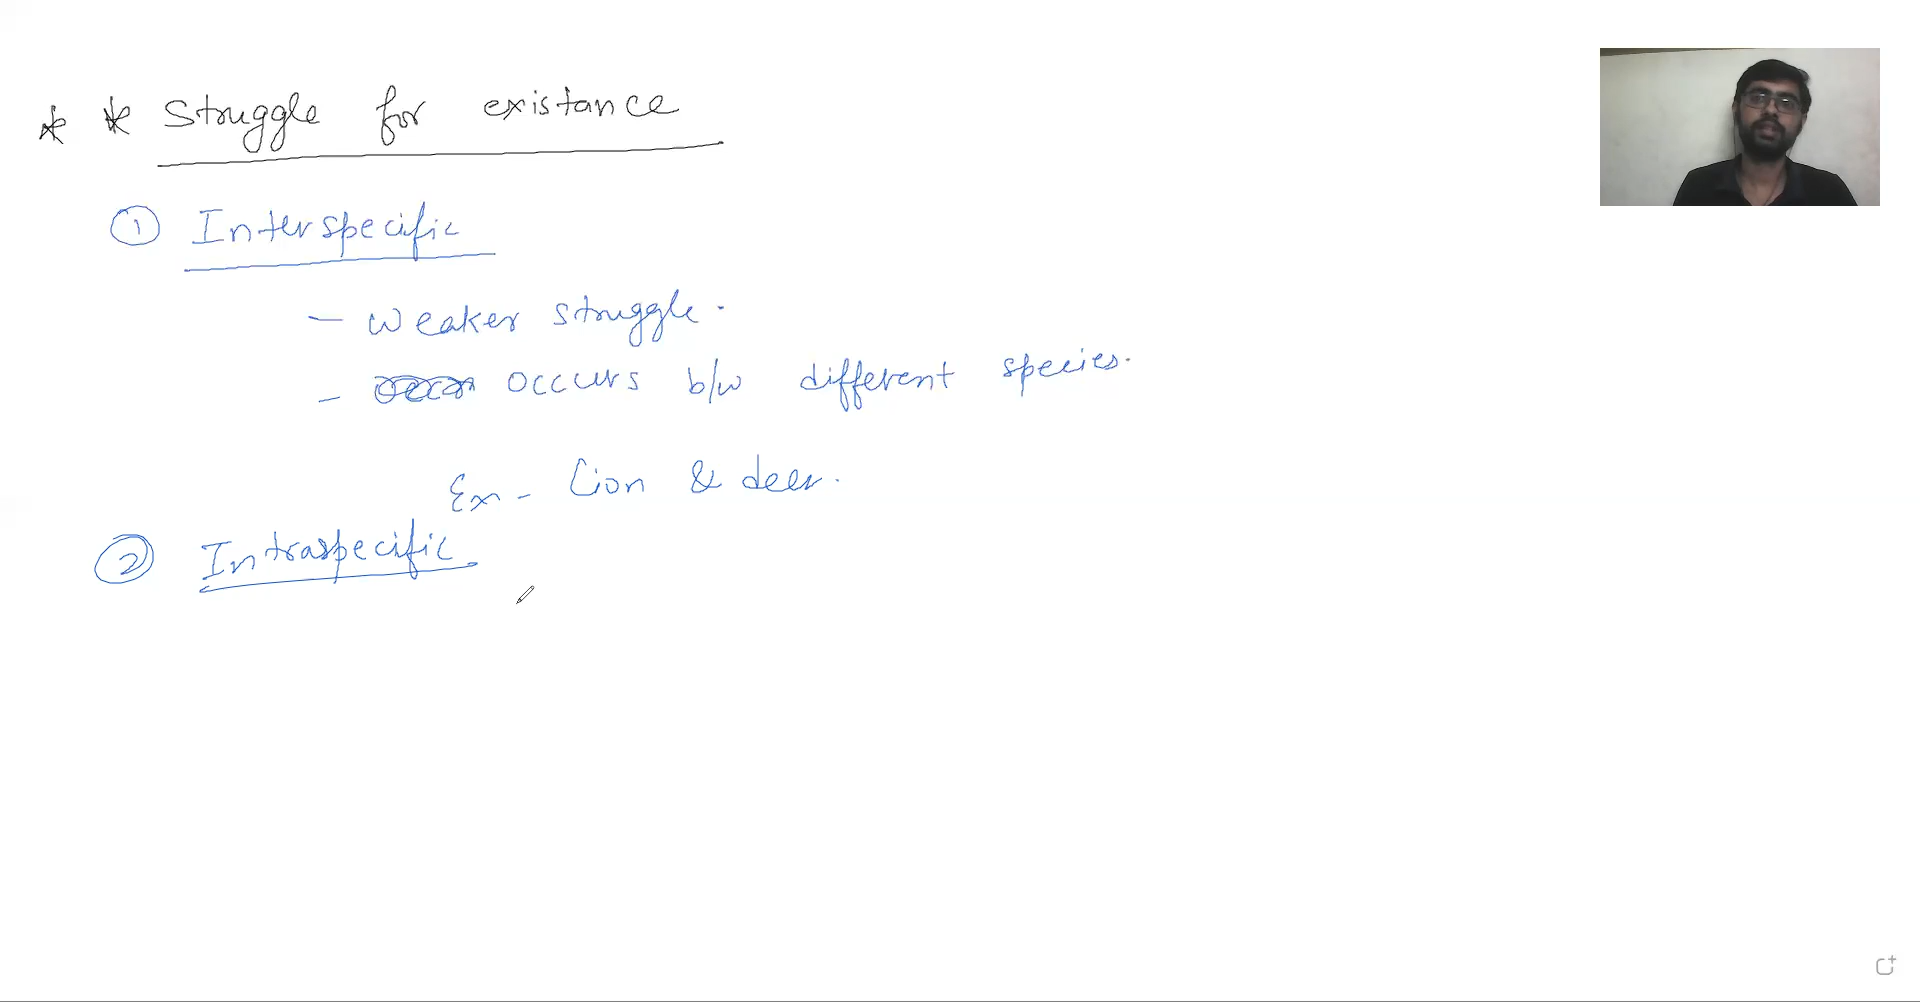 * * Struggle for existance
① Interspecific
- weaker struggle.
- occurs b/w different species.
Ex - Lion & deer.
② Intraspecific